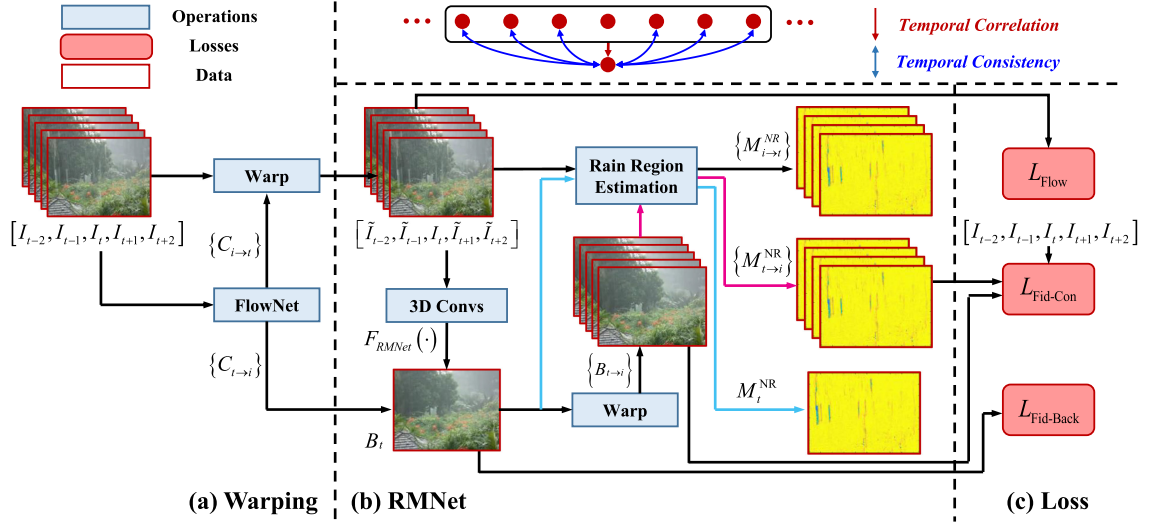 Operations
Losses
Data
... ...
Temporal Correlation
Temporal Consistency
[I_{t-2}, I_{t-1}, I_t, I_{t+1}, I_{t+2}]
Warp
{C_{i→t}}
FlowNet
{C_{t→i}}
(a) Warping
[Ĩ_{t-2}, Ĩ_{t-1}, I_t, Ĩ_{t+1}, Ĩ_{t+2}]
3D Convs
F_{RMNet}(·)
B_t
Rain Region
Estimation
{B_{t→i}}
Warp
{M^{NR}_{i→t}}
{M^{NR}_{t→i}}
M_t^{NR}
(b) RMNet
L_{Flow}
[I_{t-2}, I_{t-1}, I_t, I_{t+1}, I_{t+2}]
L_{Fid-Con}
L_{Fid-Back}
(c) Loss